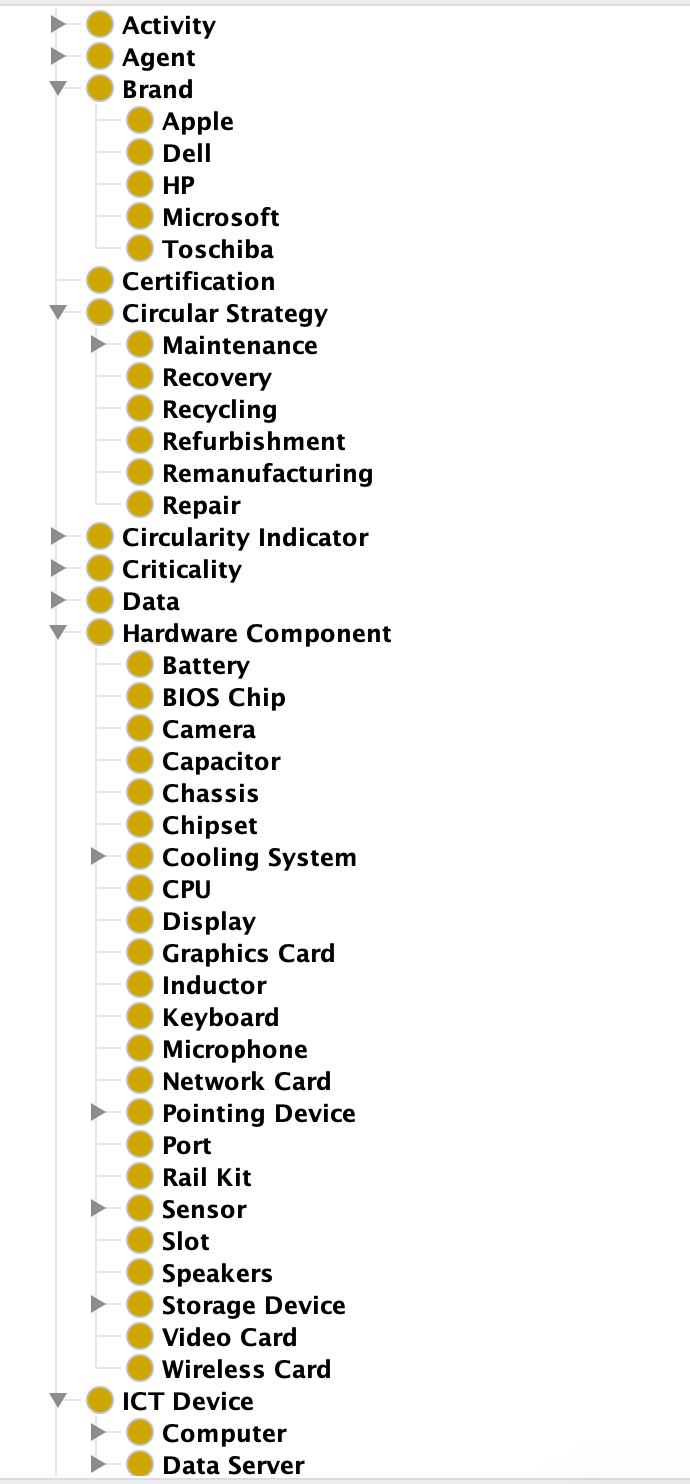 Activity
Agent
Brand
Apple
Dell
HP
Microsoft
Toschiba
Certification
Circular Strategy
Maintenance
Recovery
Recycling
Refurbishment
Remanufacturing
Repair
Circularity Indicator
Criticality
Data
Hardware Component
Battery
BIOS Chip
Camera
Capacitor
Chassis
Chipset
Cooling System
CPU
Display
Graphics Card
Inductor
Keyboard
Microphone
Network Card
Pointing Device
Port
Rail Kit
Sensor
Slot
Speakers
Storage Device
Video Card
Wireless Card
ICT Device
Computer
Data Server